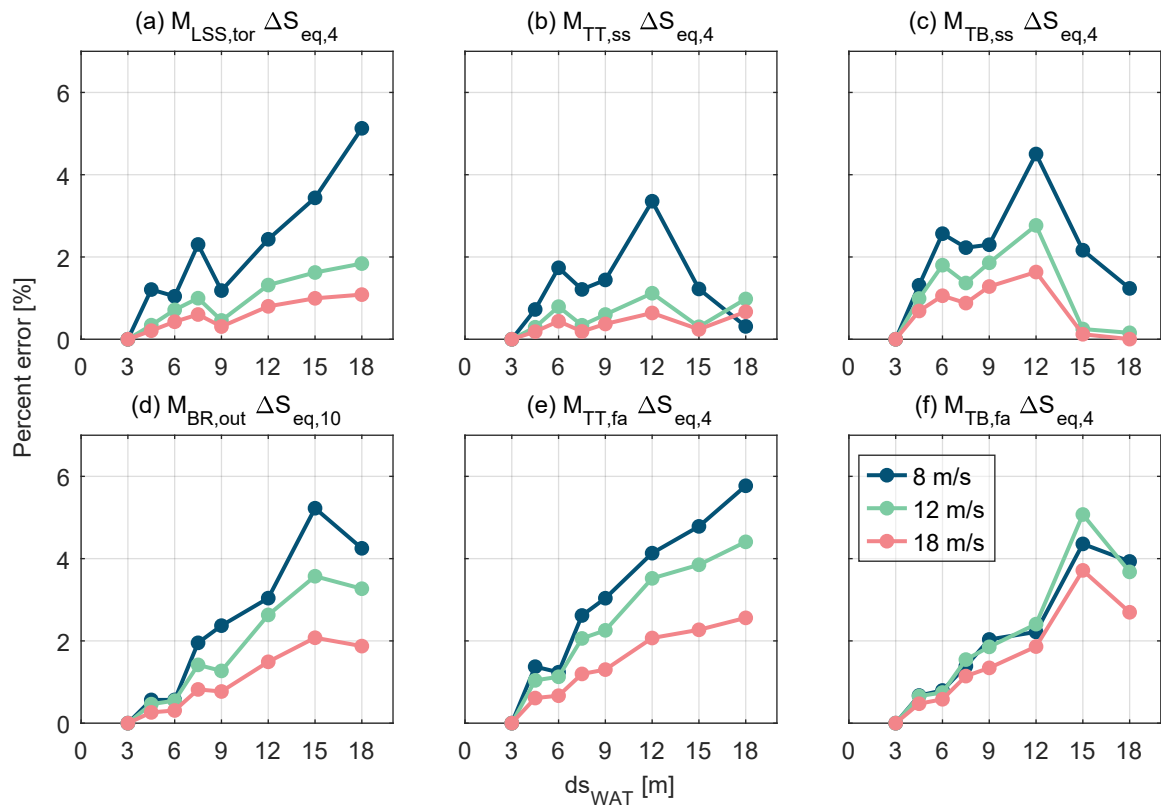 (a) M_LSS,tor ΔS_eq,4
(b) M_TT,ss ΔS_eq,4
(c) M_TB,ss ΔS_eq,4
6
4
2
0
0 3 6 9 12 15 18
0 3 6 9 12 15 18
0 3 6 9 12 15 18
Percent error [%]
(d) M_BR,out ΔS_eq,10
(e) M_TT,fa ΔS_eq,4
(f) M_TB,fa ΔS_eq,4
6
4
2
0
8 m/s
12 m/s
18 m/s
0 3 6 9 12 15 18
0 3 6 9 12 15 18
0 3 6 9 12 15 18
ds_WAT [m]